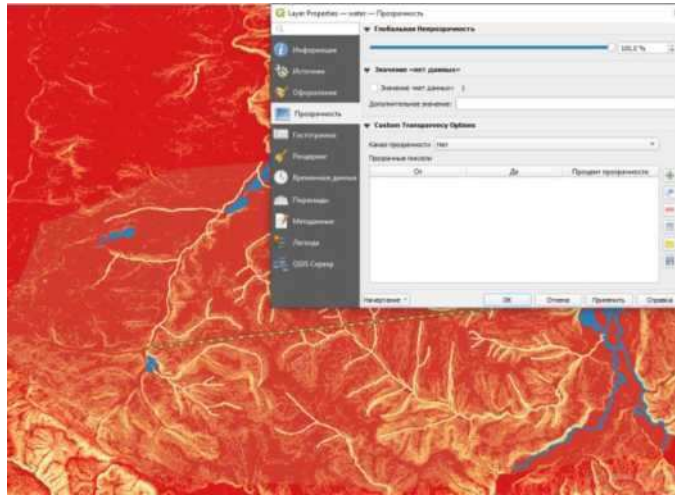 Layer Properties — water — Прозрачность
Глобальная Непрозрачность
100,0 %
Информация
Источник
Значение «нет данных»
Оформление
Значение «нет данных»
Прозрачность
Дополнительное значение:
Гистограмма
Custom Transparency Options
Рендеринг
Канал прозрачности Нет
Временные данные
Прозрачные пикселы
От До Процент прозрачности
Пирамиды
Метаданные
Легенда
QGIS Сервер
Начертание ОК Отмена Применить Справка